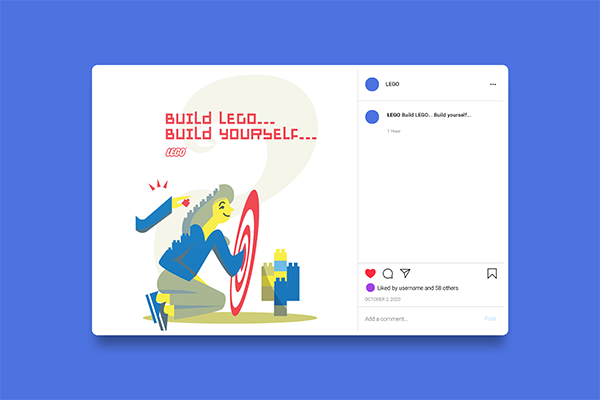 BUILD LEGO...
BUILD YOURSELF...
LEGO
LEGO
LEGO Build LEGO... Build yourself...
1 Hour
Liked by username and 58 others
OCTOBER 2, 2020
Add a comment...
Post